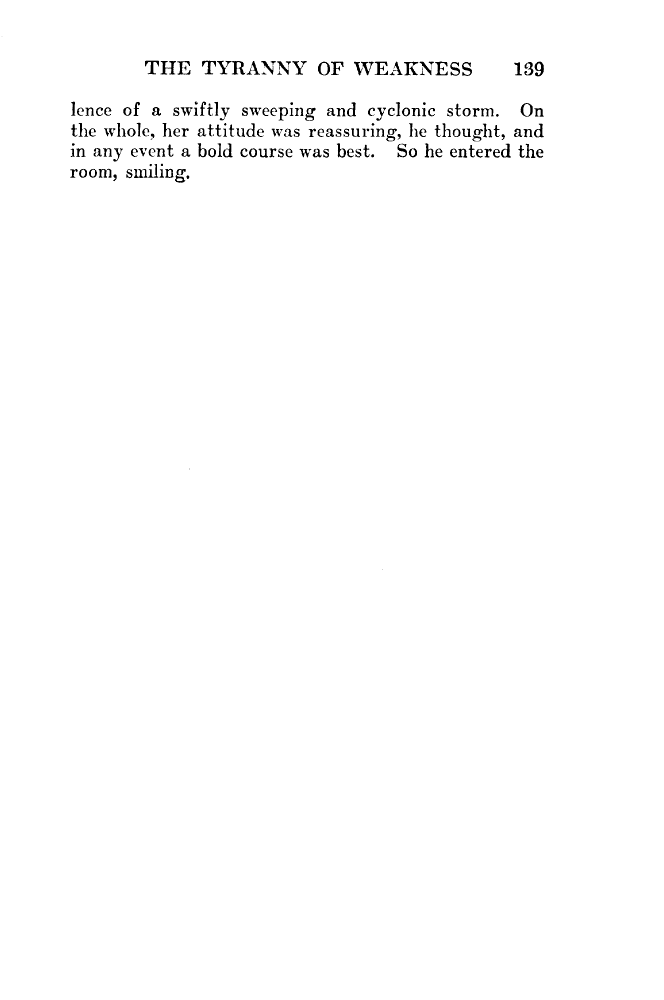 THE TYRANNY OF WEAKNESS 139
lence of a swiftly sweeping and cyclonic storm. On
the whole, her attitude was reassuring, he thought, and
in any event a bold course was best. So he entered the
room, smiling.